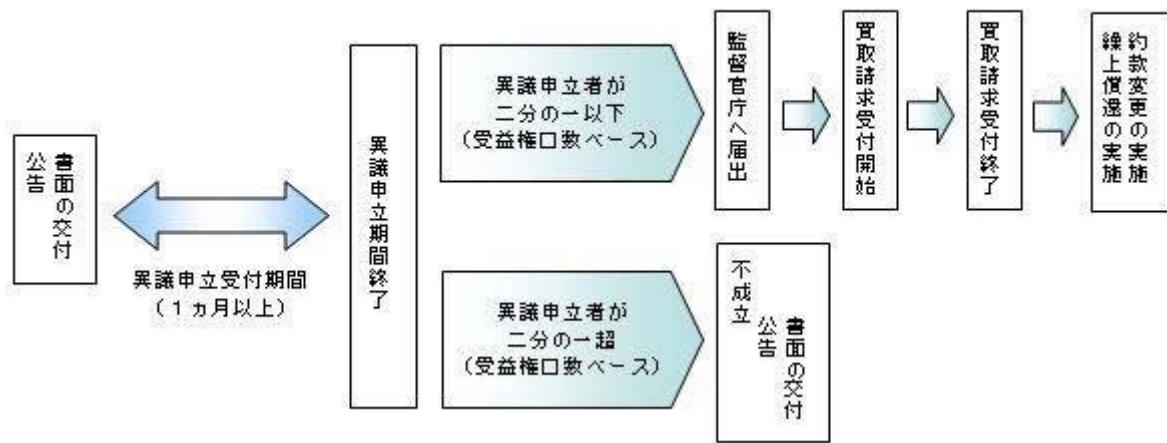 書面の交付
公告
異議申立受付期間
（１ヵ月以上）
異議申立期間終了
異議申立者が
二分の一以下
（受益権口数ベース）
監督官庁へ届出
買取請求受付開始
買取請求受付終了
約款変更の実施
繰上償還の実施
異議申立者が
二分の一超
（受益権口数ベース）
不成立
書面の交付
公告